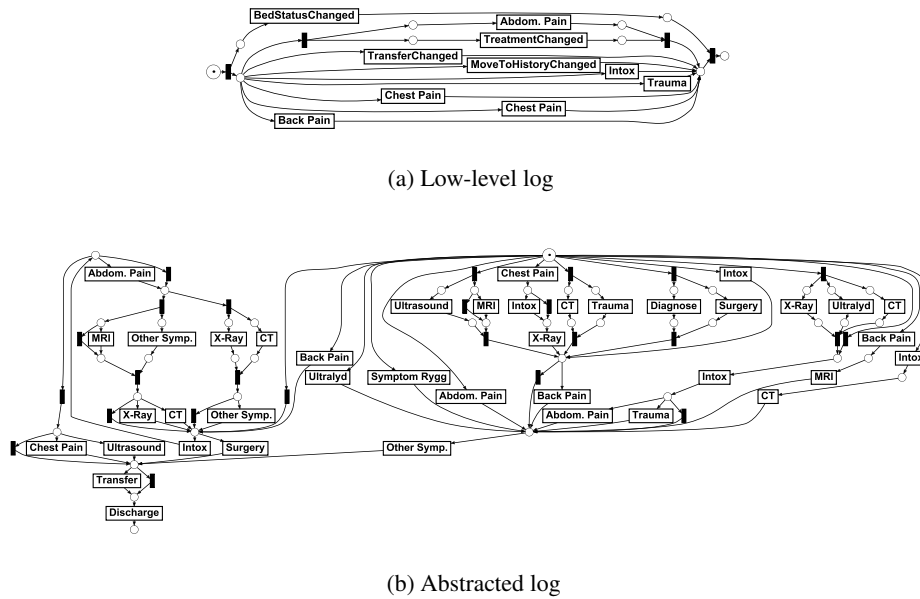 BedStatusChanged
Abdom. Pain
TreatmentChanged
TransferChanged
MoveToHistoryChanged
Intox
Trauma
Chest Pain
Chest Pain
Back Pain
(a) Low-level log
Abdom. Pain Chest Pain Intox
Ultrasound MRI Intox CT Trauma Diagnose Surgery X-Ray Ultralyd CT
MRI Other Symp. X-Ray CT X-Ray Back Pain
Back Pain Intox
Ultralyd Symptom Rygg Intox MRI
Abdom. Pain Back Pain CT
X-Ray CT Other Symp. Abdom. Pain Trauma
Chest Pain Ultrasound Intox Surgery Other Symp.
Transfer
Discharge
(b) Abstracted log